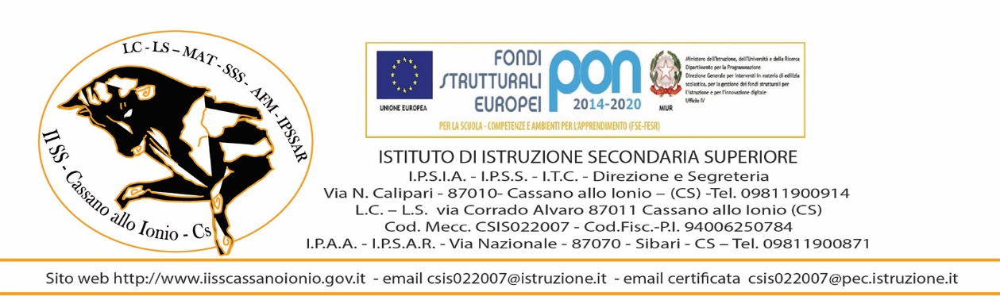 LC - LS – MAT - SSS - AFM - IPSSAR
II SS - Cassano allo Ionio - Cs
UNIONE EUROPEA
FONDI
STRUTTURALI
EUROPEI
pon
2014-2020
MIUR
Ministero dell'Istruzione, dell'Università e della Ricerca
Dipartimento per la Programmazione
Direzione Generale per interventi in materia di edilizia
scolastica, per la gestione dei fondi strutturali per
l'istruzione e per l'innovazione digitale
Ufficio IV
PER LA SCUOLA - COMPETENZE E AMBIENTI PER L'APPRENDIMENTO (FSE-FESR)
ISTITUTO DI ISTRUZIONE SECONDARIA SUPERIORE
I.P.S.I.A. - I.P.S.S. - I.T.C. - Direzione e Segreteria
Via N. Calipari - 87010- Cassano allo Ionio – (CS) -Tel. 09811900914
L.C. – L.S. via Corrado Alvaro 87011 Cassano allo Ionio (CS)
Cod. Mecc. CSIS022007 - Cod.Fisc.-P.I. 94006250784
I.P.A.A. - I.P.S.A.R. - Via Nazionale - 87070 - Sibari - CS – Tel. 09811900871
Sito web http://www.iisscassanoionio.gov.it - email csis022007@istruzione.it - email certificata csis022007@pec.istruzione.it